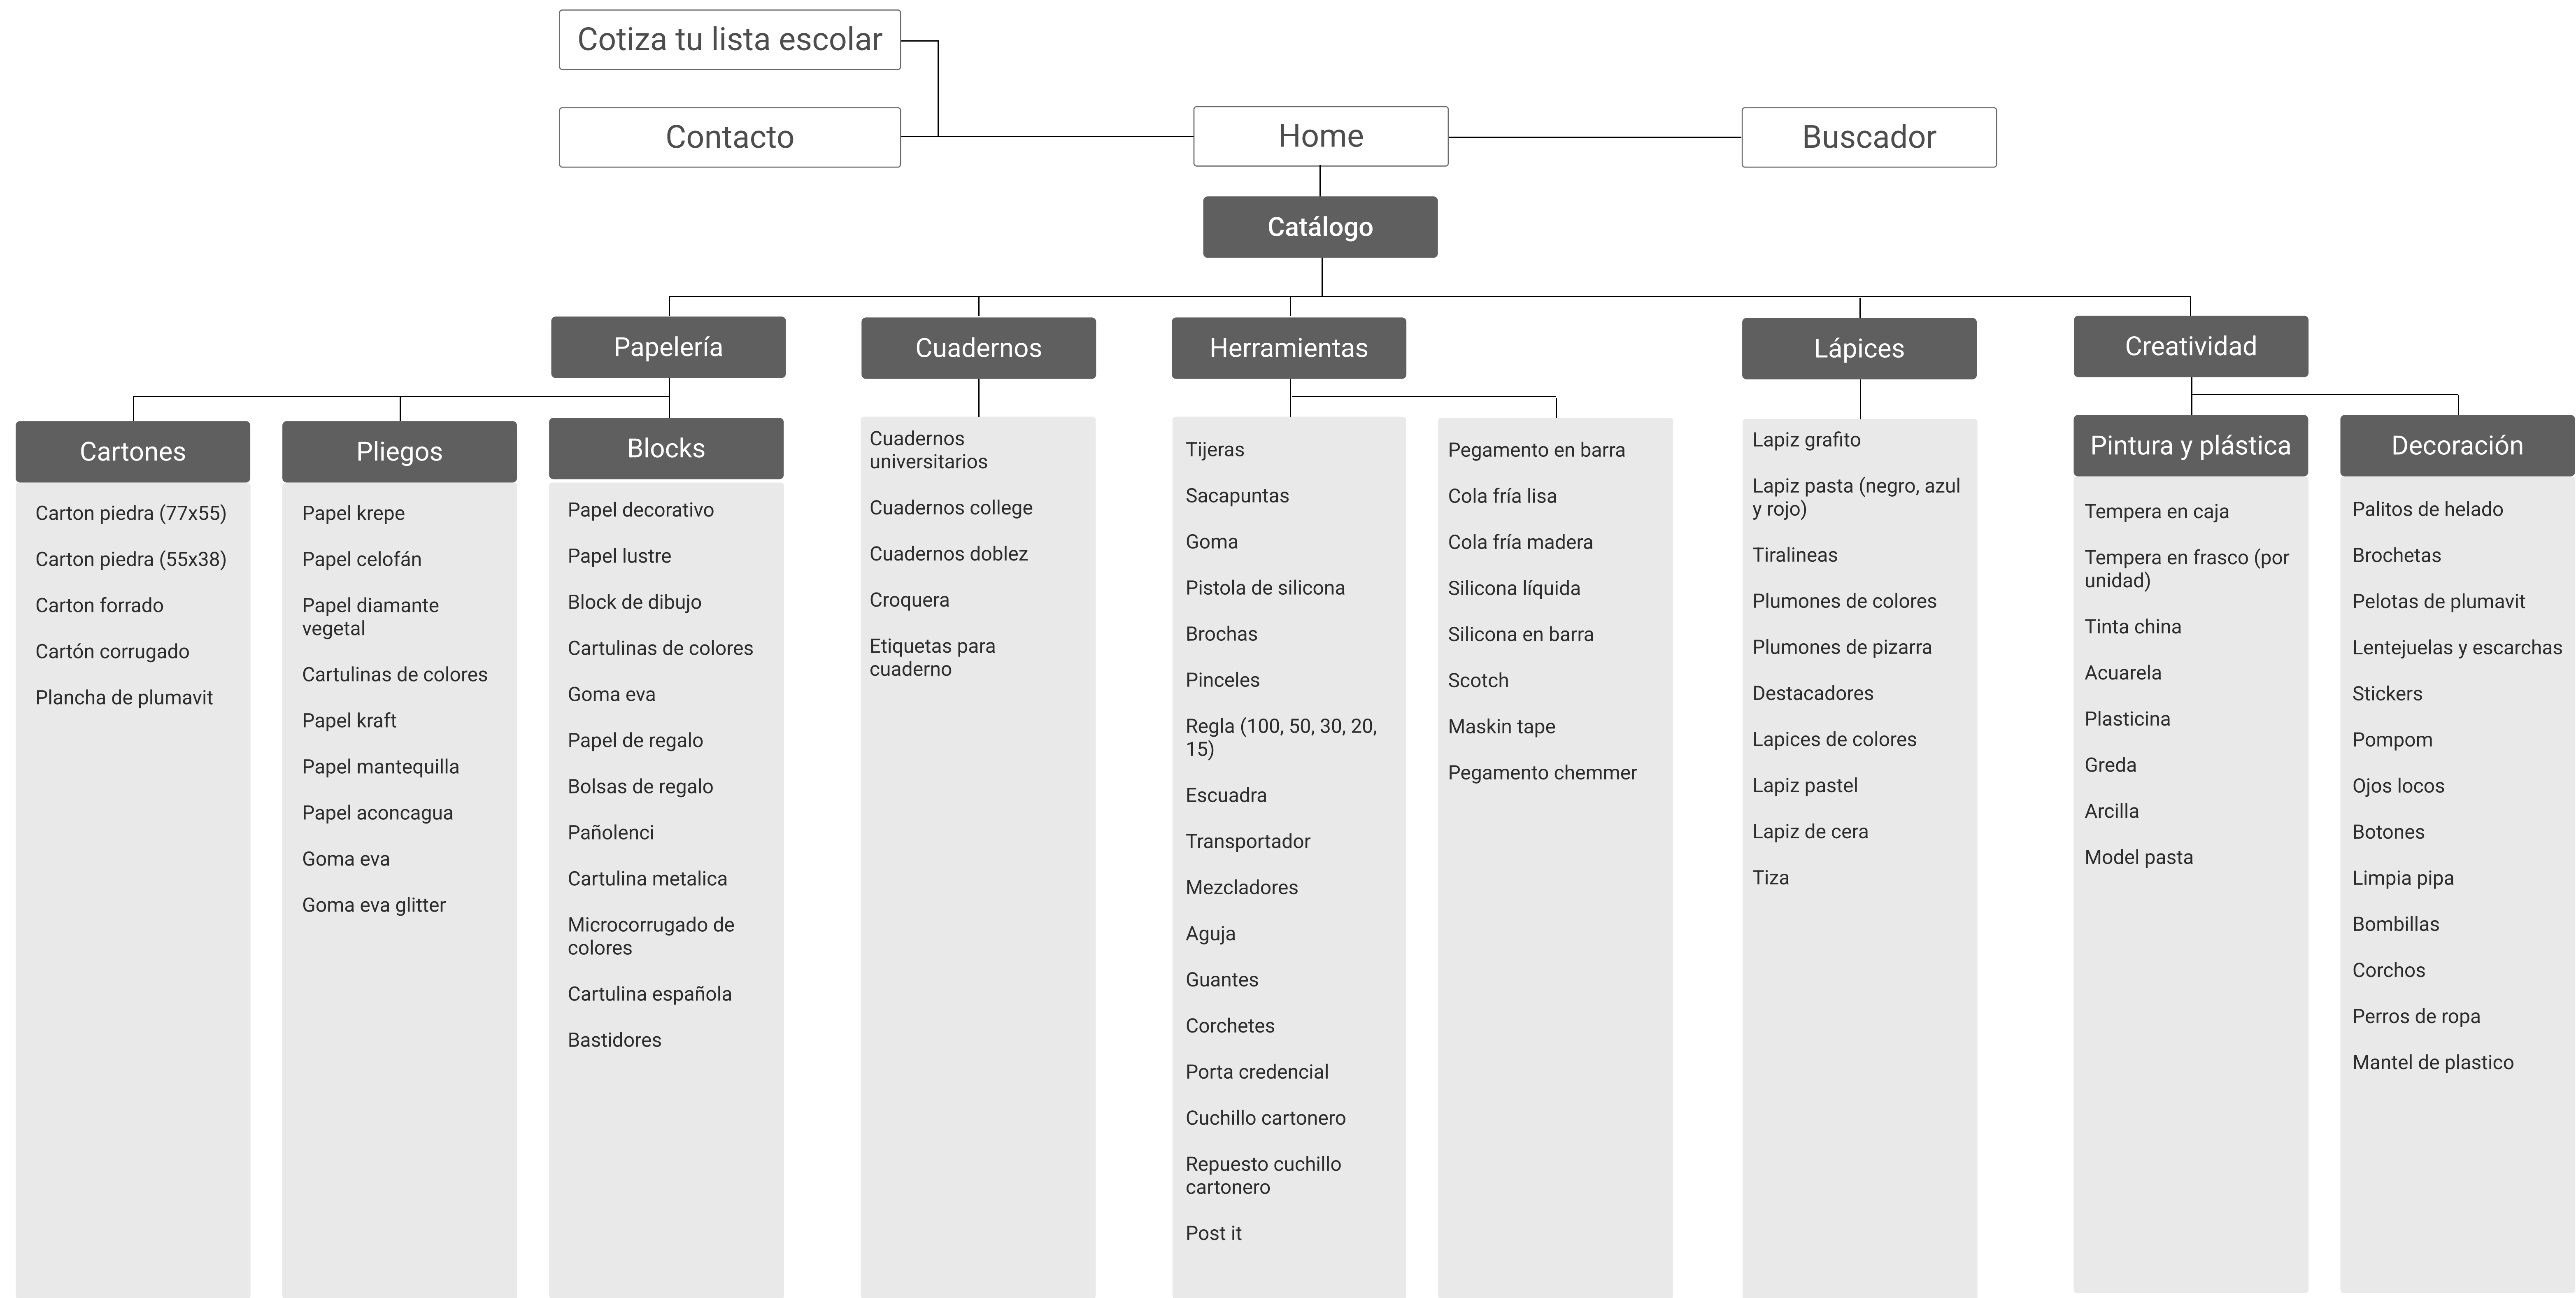 Cotiza tu lista escolar
Contacto
Home
Buscador
Catálogo
Papelería
Cuadernos
Herramientas
Lápices
Creatividad
Cartones
Carton piedra (77x55)
Carton piedra (55x38)
Carton forrado
Cartón corrugado
Plancha de plumavit
Pliegos
Papel krepe
Papel celofán
Papel diamante
vegetal
Cartulinas de colores
Papel kraft
Papel mantequilla
Papel aconcagua
Goma eva
Goma eva glitter
Blocks
Papel decorativo
Papel lustre
Block de dibujo
Cartulinas de colores
Goma eva
Papel de regalo
Bolsas de regalo
Pañolenci
Cartulina metalica
Microcorrugado de
colores
Cartulina española
Bastidores
Cuadernos
universitarios
Cuadernos college
Cuadernos doblez
Croquera
Etiquetas para
cuaderno
Tijeras
Sacapuntas
Goma
Pistola de silicona
Brochas
Pinceles
Regla (100, 50, 30, 20,
15)
Escuadra
Transportador
Mezcladores
Aguja
Guantes
Corchetes
Porta credencial
Cuchillo cartonero
Repuesto cuchillo
cartonero
Post it
Pegamento en barra
Cola fría lisa
Cola fría madera
Silicona líquida
Silicona en barra
Scotch
Maskin tape
Pegamento chemmer
Lapiz grafito
Lapiz pasta (negro, azul
y rojo)
Tiralineas
Plumones de colores
Plumones de pizarra
Destacadores
Lapices de colores
Lapiz pastel
Lapiz de cera
Tiza
Pintura y plástica
Tempera en caja
Tempera en frasco (por
unidad)
Tinta china
Acuarela
Plasticina
Greda
Arcilla
Model pasta
Decoración
Palitos de helado
Brochetas
Pelotas de plumavit
Lentejuelas y escarchas
Stickers
Pompom
Ojos locos
Botones
Limpia pipa
Bombillas
Corchos
Perros de ropa
Mantel de plastico